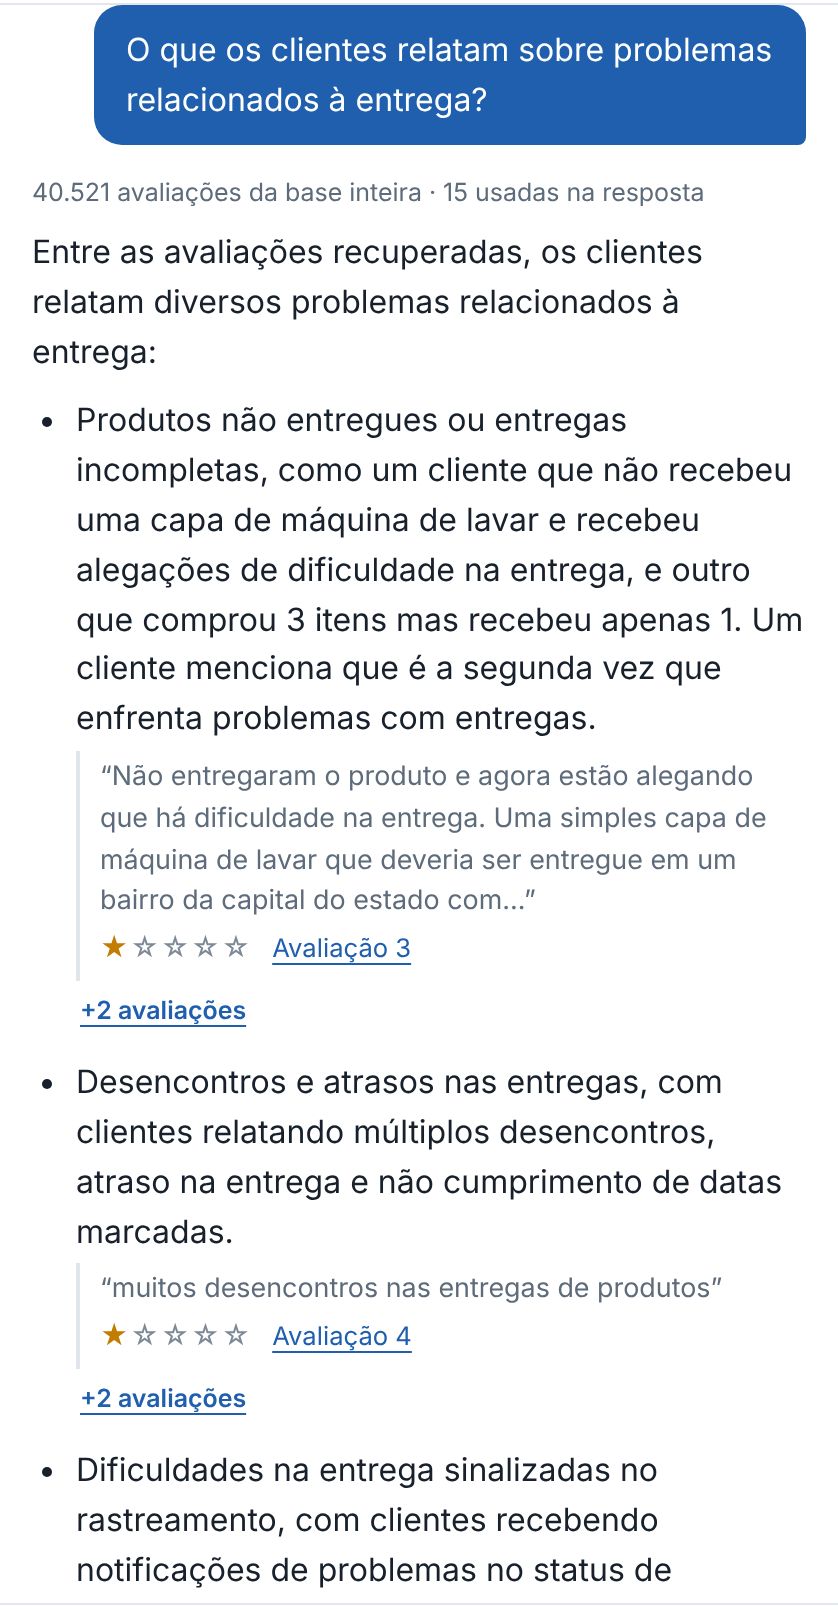 O que os clientes relatam sobre problemas
relacionados à entrega?
40.521 avaliações da base inteira · 15 usadas na resposta
Entre as avaliações recuperadas, os clientes
relatam diversos problemas relacionados à
entrega:
• Produtos não entregues ou entregas
incompletas, como um cliente que não recebeu
uma capa de máquina de lavar e recebeu
alegações de dificuldade na entrega, e outro
que comprou 3 itens mas recebeu apenas 1. Um
cliente menciona que é a segunda vez que
enfrenta problemas com entregas.
“Não entregaram o produto e agora estão alegando
que há dificuldade na entrega. Uma simples capa de
máquina de lavar que deveria ser entregue em um
bairro da capital do estado com...”
★☆☆☆☆ Avaliação 3
+2 avaliações
• Desencontros e atrasos nas entregas, com
clientes relatando múltiplos desencontros,
atraso na entrega e não cumprimento de datas
marcadas.
“muitos desencontros nas entregas de produtos”
★☆☆☆☆ Avaliação 4
+2 avaliações
• Dificuldades na entrega sinalizadas no
rastreamento, com clientes recebendo
notificações de problemas no status de